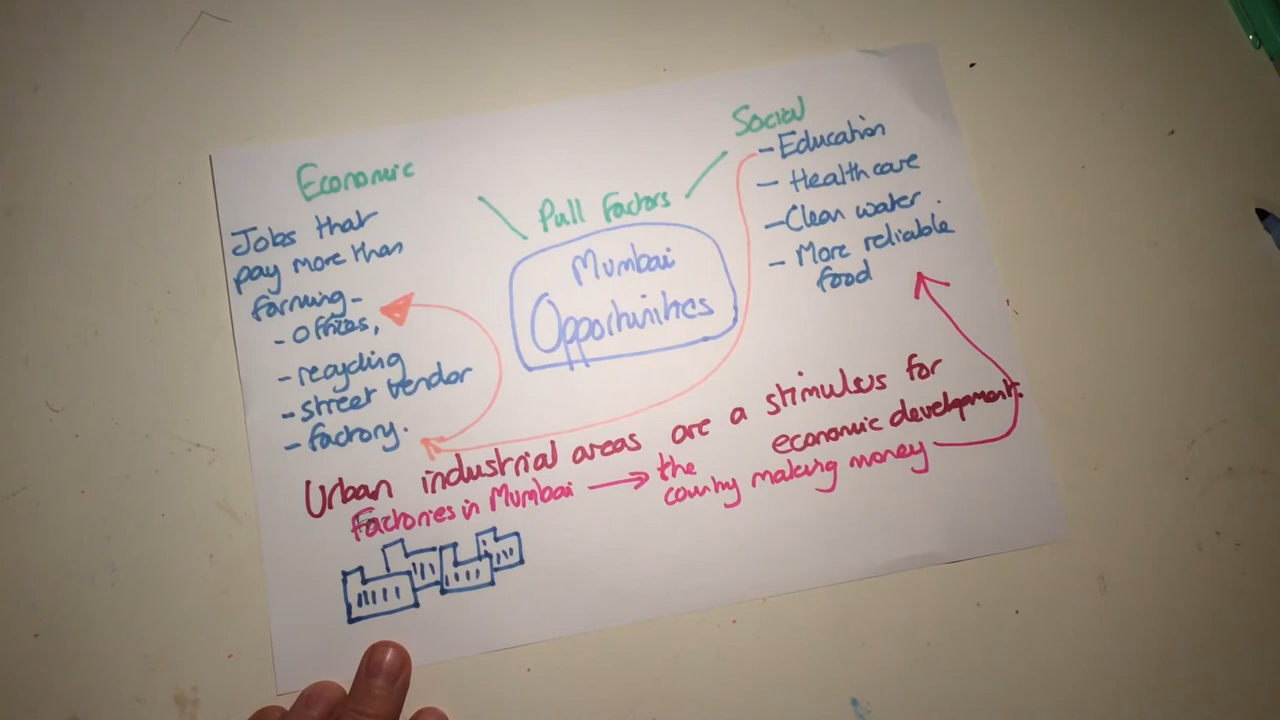 Economic
Jobs that
pay more than
farming-
- offices,
- recycling
- street vendor
- factory.
Pull Factors
Mumbai
Opportunities
Social
- Education
- Healthcare
- Clean water.
- More reliable
food
Urban industrial areas are a stimulus for
economic development.
Factories in Mumbai → the
country making money